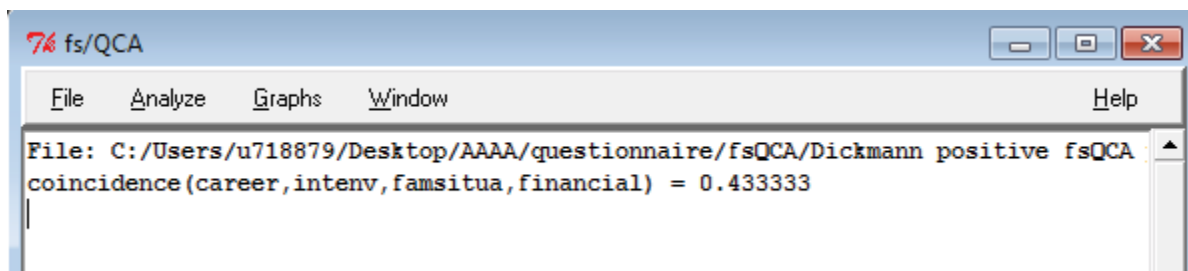 fs/QCA
File Analyze Graphs Window Help
File: C:/Users/u718879/Desktop/AAAA/questionnaire/fsQCA/Dickmann positive fsQCA
coincidence(career,intenv,famsitua,financial) = 0.433333